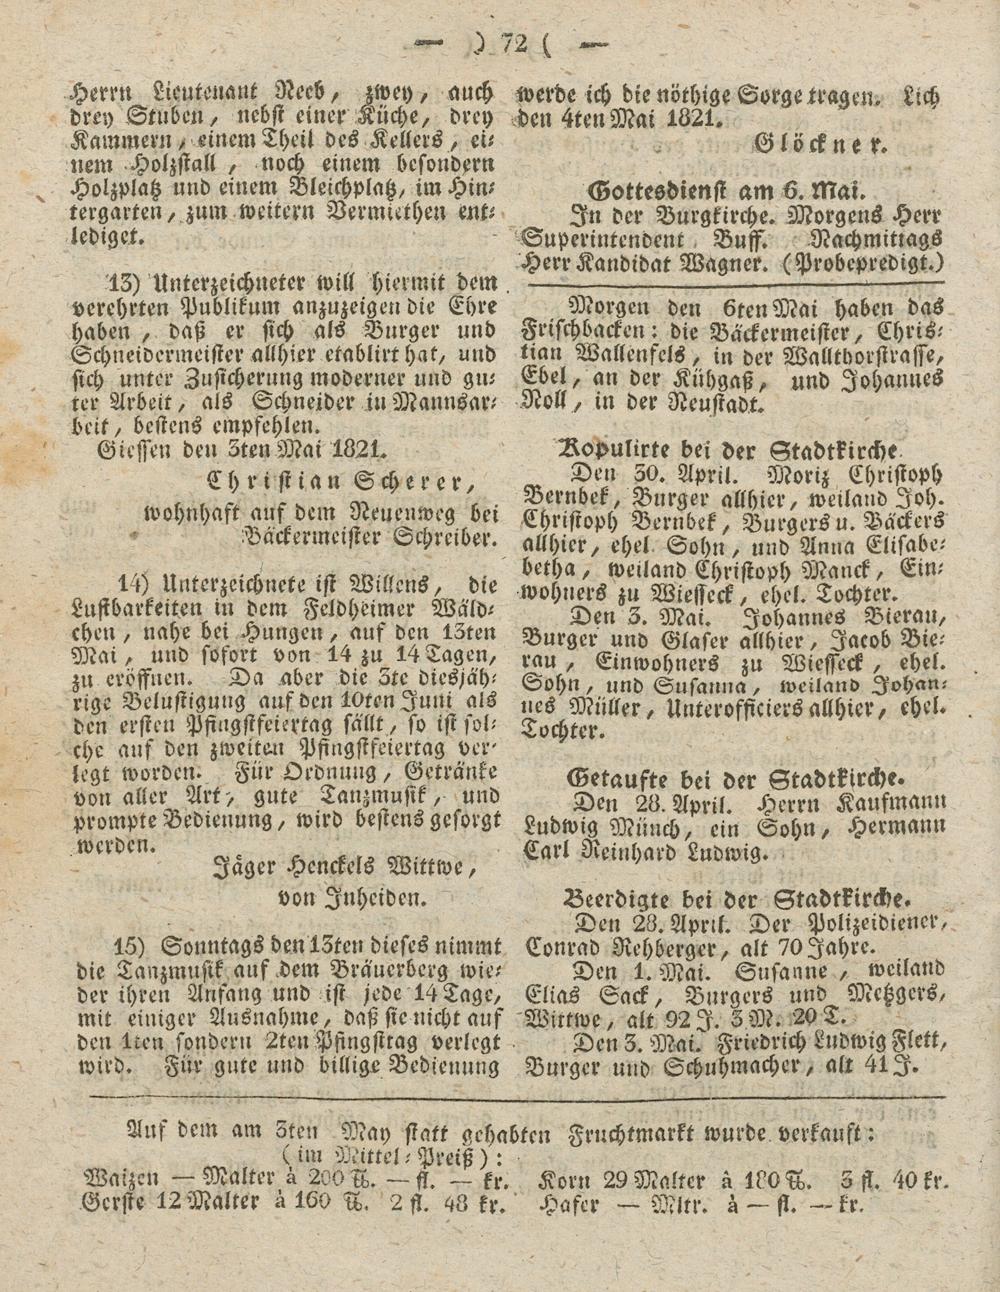 — ) 72 ( —
Herrn Lieutenant Reeb, zwey, auch
drey Stuben, nebst einer Küche, drey
Kammern, einem Theil des Kellers, ei-
nem Holzstall, noch einem besondern
Holzplatz und einem Bleichplatz, im Hin-
tergarten, zum weitern Vermiethen ent-
lediget.
13) Unterzeichneter will hiermit dem
verehrten Publikum anzuzeigen die Ehre
haben, daß er sich als Burger und
Schneidermeister allhier etablirt hat, und
sich unter Zusicherung moderner und gu-
ter Arbeit, als Schneider in Mannsar-
beit, bestens empfehlen.
Giessen den 3ten Mai 1821.
Christian Scherer,
wohnhaft auf dem Neuenweg bei
Bäckermeister Schreiber.
14) Unterzeichnete ist Willens, die
Lustbarkeiten in dem Feldheimer Wäld-
chen, nahe bei Hungen, auf den 13ten
Mai, und sofort von 14 zu 14 Tagen,
zu eröffnen. Da aber die 3te diesjäh-
rige Belustigung auf den 10ten Juni als
den ersten Pfingstfeiertag fällt, so ist sol-
che auf den zweiten Pfingstfeiertag ver-
legt worden. Für Ordnung, Getränke
von aller Art, gute Tanzmusik, und
prompte Bedienung, wird bestens gesorgt
werden.
Jäger Henckels Wittwe,
von Inheiden.
15) Sonntags den 13ten dieses nimmt
die Tanzmusik auf dem Bräuerberg wie-
der ihren Anfang und ist jede 14 Tage,
mit einiger Ausnahme, daß sie nicht auf
den 1ten sondern 2ten Pfingsttag verlegt
wird. Für gute und billige Bedienung
werde ich die nöthige Sorge tragen. Lich
den 4ten Mai 1821.
Glöckner.
Gottesdienst am 6. Mai.
In der Burgkirche. Morgens Herr
Superintendent Buff. Nachmittags
Herr Kandidat Wagner. (Probepredigt.)
Morgen den 6ten Mai haben das
Frischbacken: die Bäckermeister, Chris-
tian Wallenfels, in der Wallthorstrasse,
Ebel, an der Kühgaß, und Johannes
Noll, in der Neustadt.
Kopulirte bei der Stadtkirche.
Den 30. April. Moriz Christoph
Bernbek, Burger allhier, weiland Joh.
Christoph Bernbek, Burgers u. Bäckers
allhier, ehel. Sohn, und Anna Elisabe-
betha, weiland Christoph Manck, Ein-
wohners zu Wiesseck, ehel. Tochter.
Den 3. Mai. Johannes Bierau,
Burger und Glaser allhier, Jacob Bie-
rau, Einwohners zu Wiesseck, ehel.
Sohn, und Susanna, weiland Johan-
nes Müller, Unterofficiers allhier, ehel.
Tochter.
Getaufte bei der Stadtkirche.
Den 28. April. Herrn Kaufmann
Ludwig Münch, ein Sohn, Hermann
Carl Reinhard Ludwig.
Beerdigte bei der Stadtkirche.
Den 28. April. Der Polizeidiener,
Conrad Rehberger, alt 70 Jahre.
Den 1. Mai. Susanne, weiland
Elias Sack, Burgers und Metzgers,
Wittwe, alt 92 J. 3 M. 20 T.
Den 3. Mai. Friedrich Ludwig Flett,
Burger und Schuhmacher, alt 41 J.
Auf dem am 3ten May statt gehabten Fruchtmarkt wurde verkauft:
(im Mittel-Preiß):
Waizen — Malter à 200 ℔. — fl. — kr. Korn 29 Malter à 180 ℔. 3 fl. 40 kr.
Gerste 12 Malter à 160 ℔. 2 fl. 48 kr. Hafer — Mltr. à — fl. — kr.